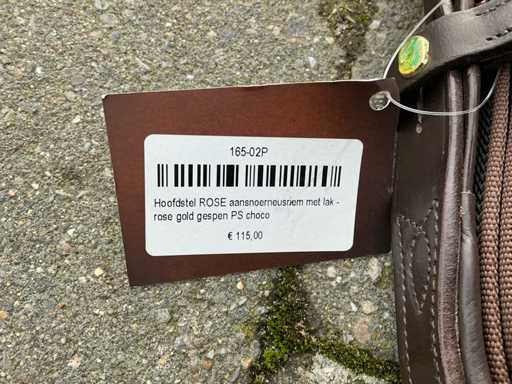 165-02P
Hoofdstel ROSE aansnoerneusriem met lak -
rose gold gespen PS choco
€ 115,00